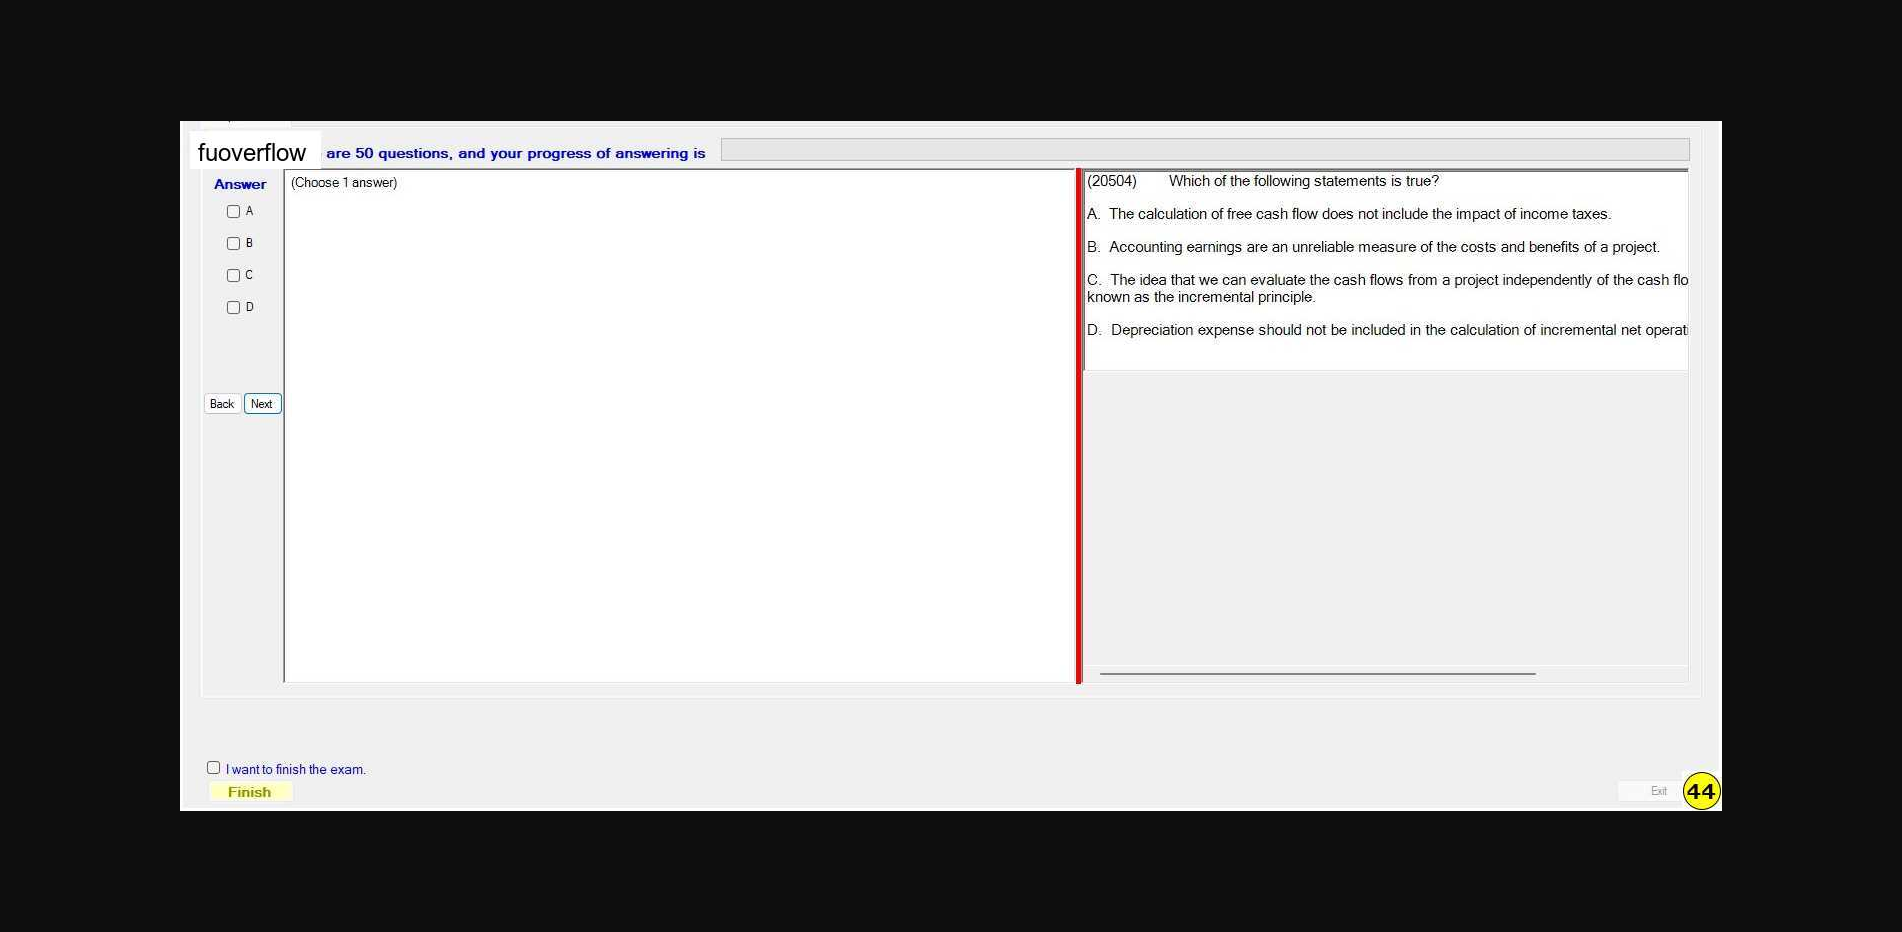 fuoverflow are 50 questions, and your progress of answering is
Answer
A
B
C
D
Back Next
(Choose 1 answer)
(20504) Which of the following statements is true?
A. The calculation of free cash flow does not include the impact of income taxes.
B. Accounting earnings are an unreliable measure of the costs and benefits of a project.
C. The idea that we can evaluate the cash flows from a project independently of the cash flo
known as the incremental principle.
D. Depreciation expense should not be included in the calculation of incremental net operati
I want to finish the exam.
Finish
Exit
44